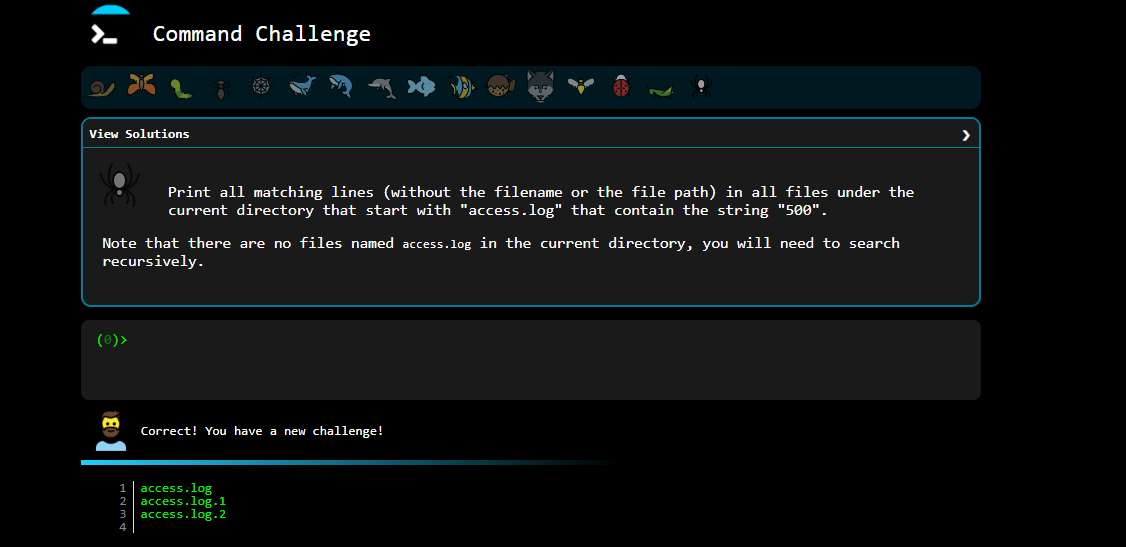 Command Challenge
View Solutions
Print all matching lines (without the filename or the file path) in all files under the
current directory that start with "access.log" that contain the string "500".
Note that there are no files named access.log in the current directory, you will need to search
recursively.
(0)>
Correct! You have a new challenge!
1 access.log
2 access.log.1
3 access.log.2
4